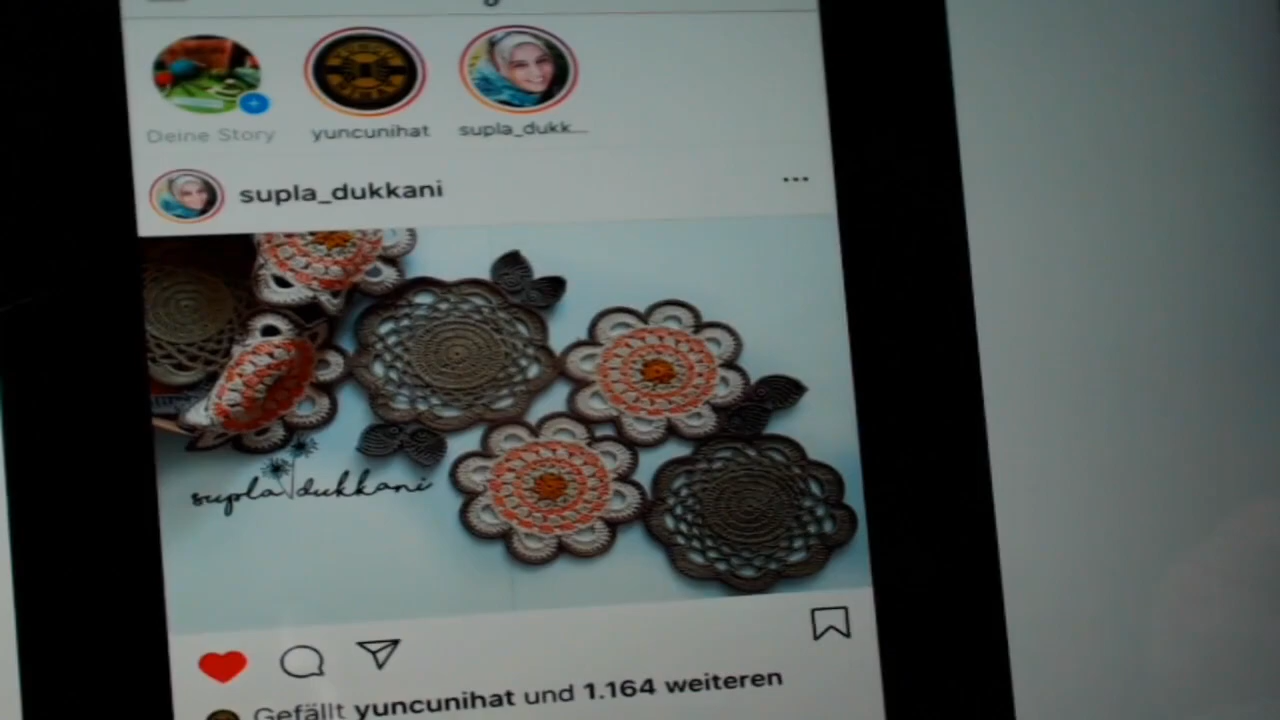 Deine Story
yuncunihat
supla_dukk...
supla_dukkani
supla dukkani
Gefällt yuncunihat und 1.164 weiteren